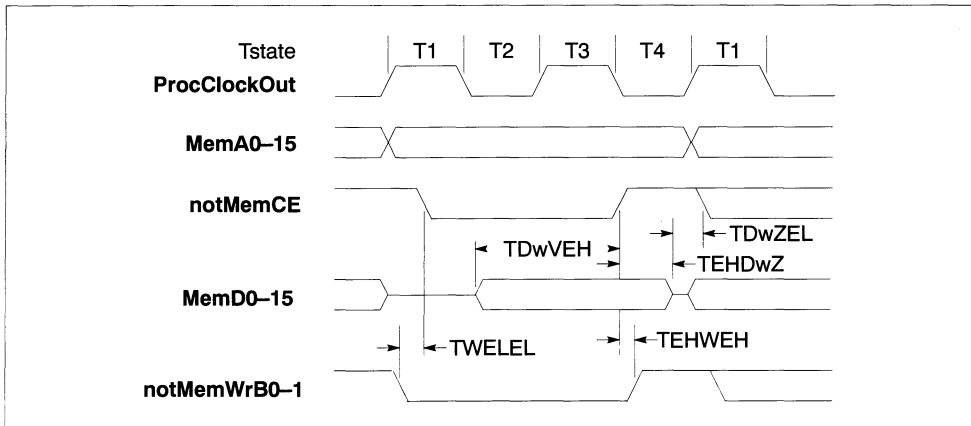 Tstate T1 T2 T3 T4 T1
ProcClockOut
MemA0–15
notMemCE
TDwVEH TDwZEL
TEHDwZ
MemD0–15
TWELEL TEHWEH
notMemWrB0–1